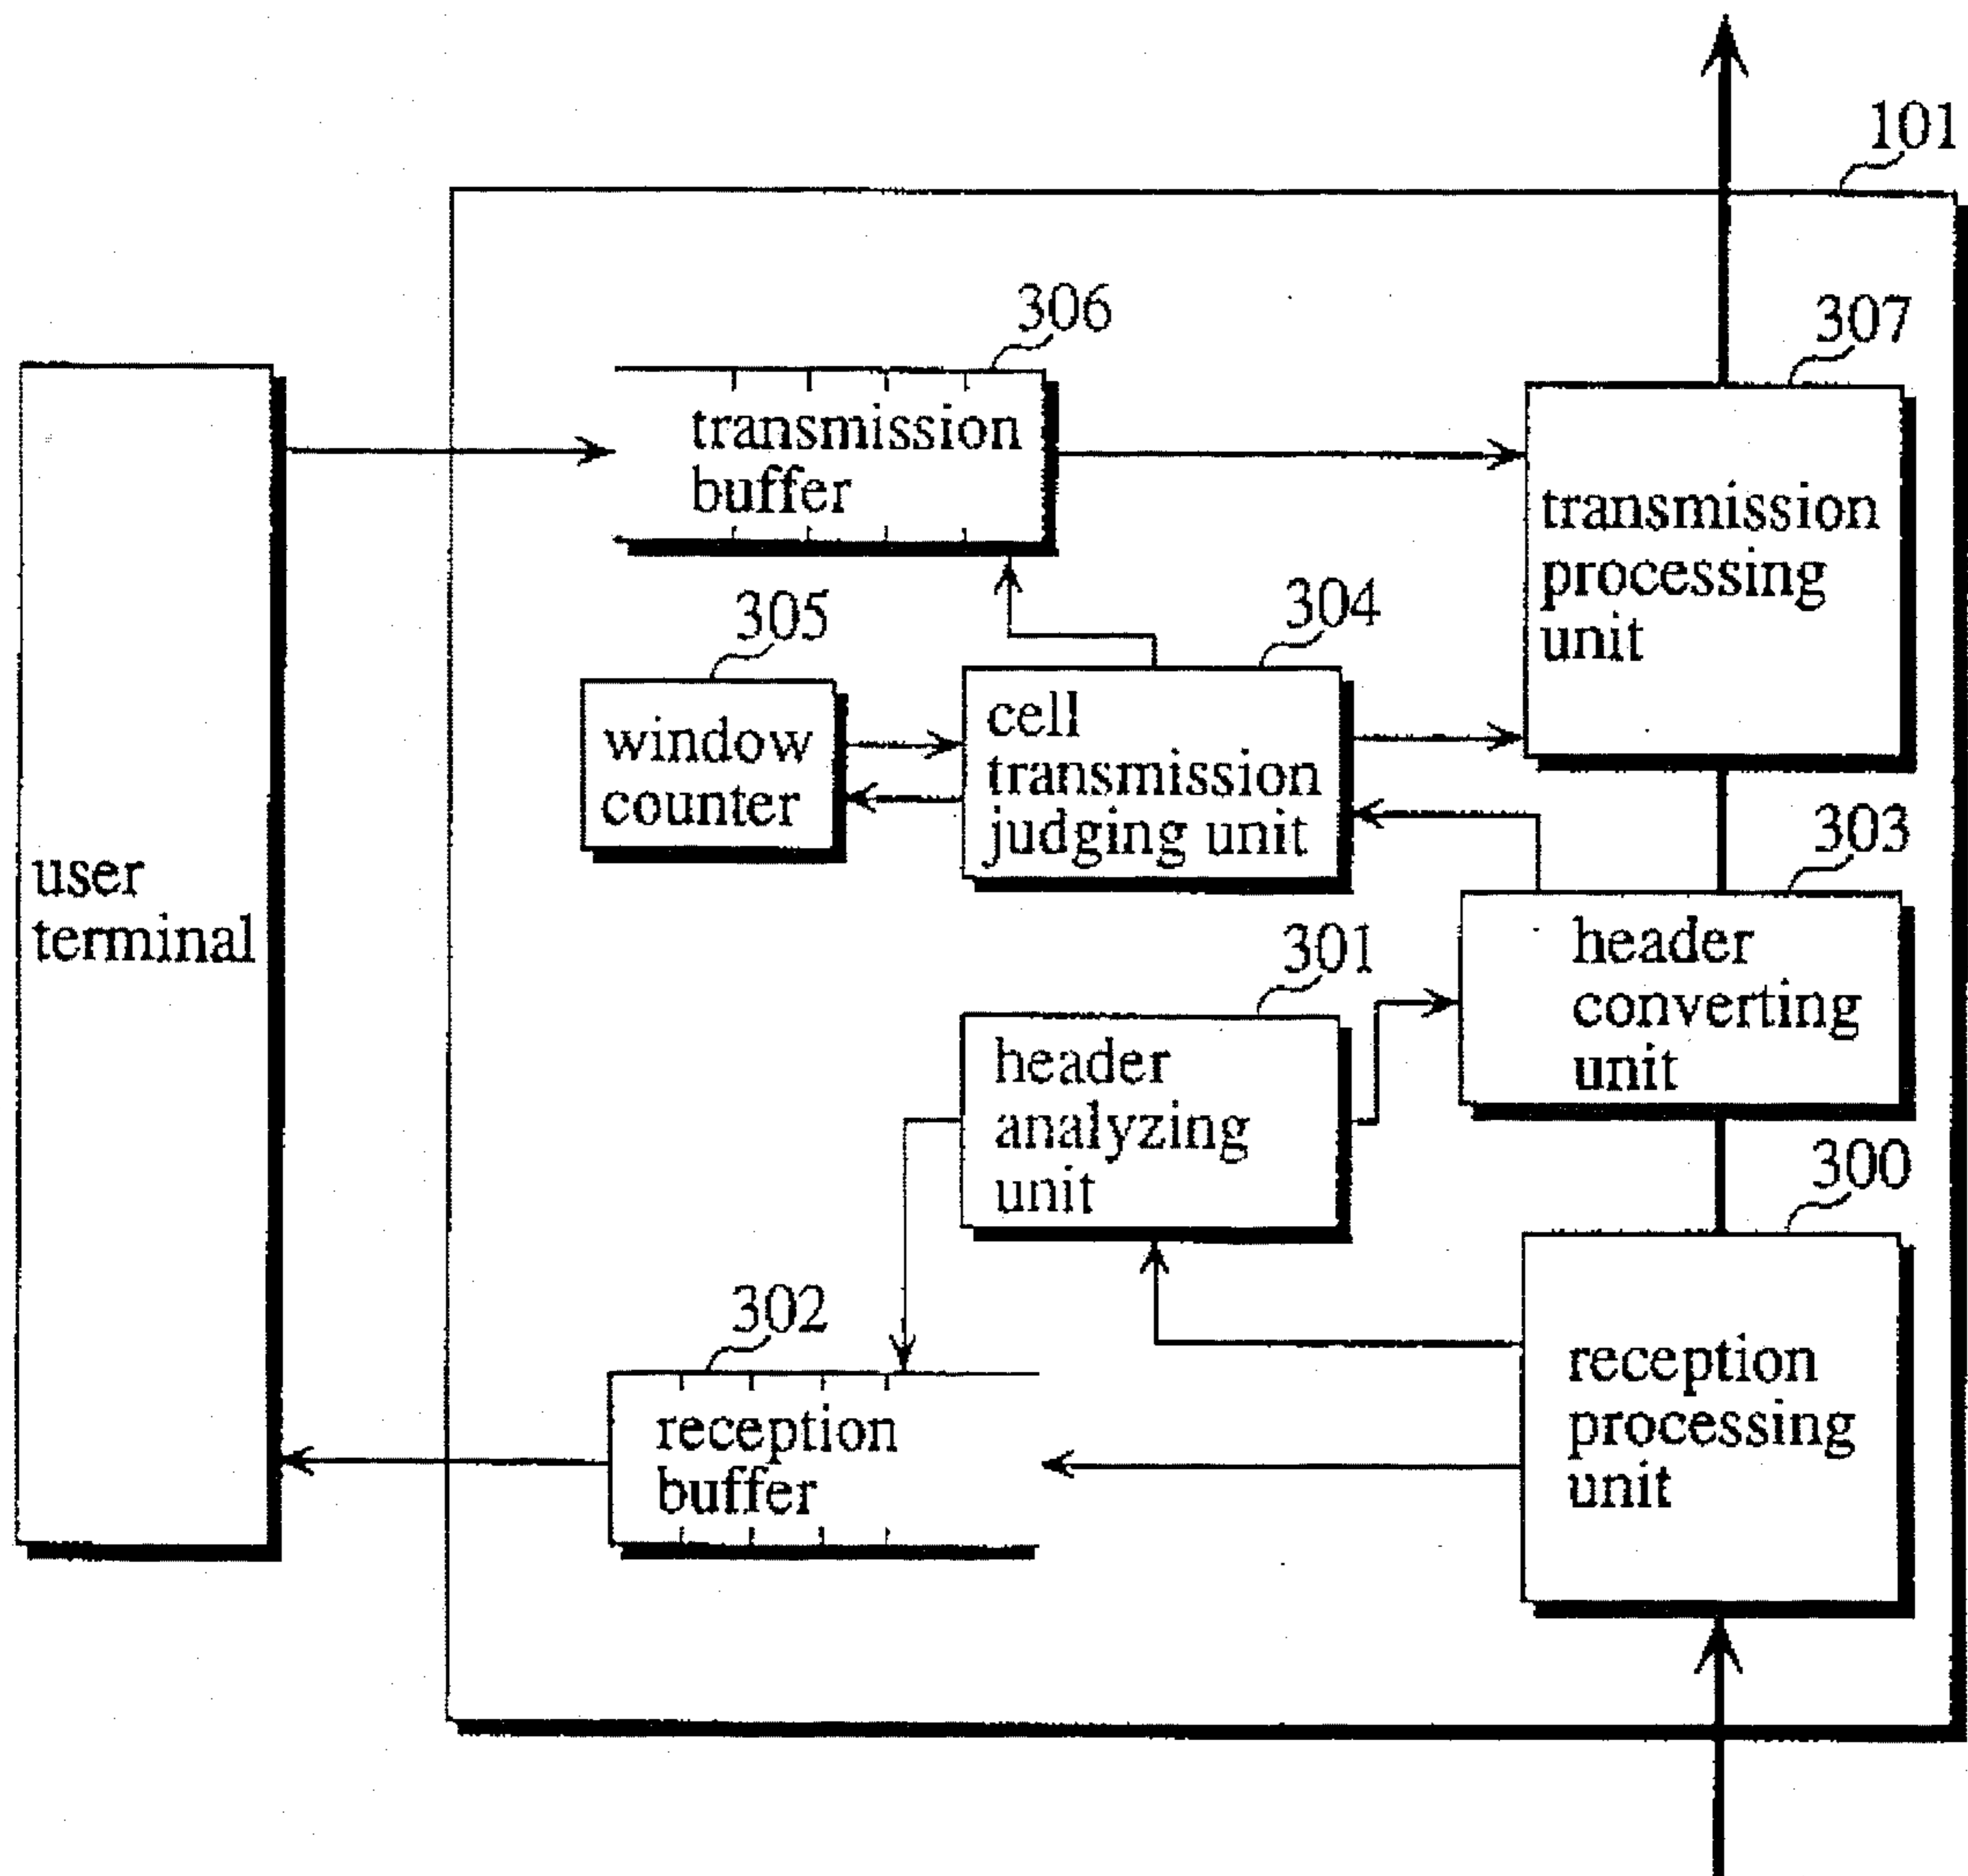 101
306
307
transmission
buffer
transmission
processing
unit
305
304
window
counter
cell
transmission
judging unit
303
user
terminal
header
converting
unit
301
header
analyzing
unit
300
302
reception
buffer
reception
processing
unit